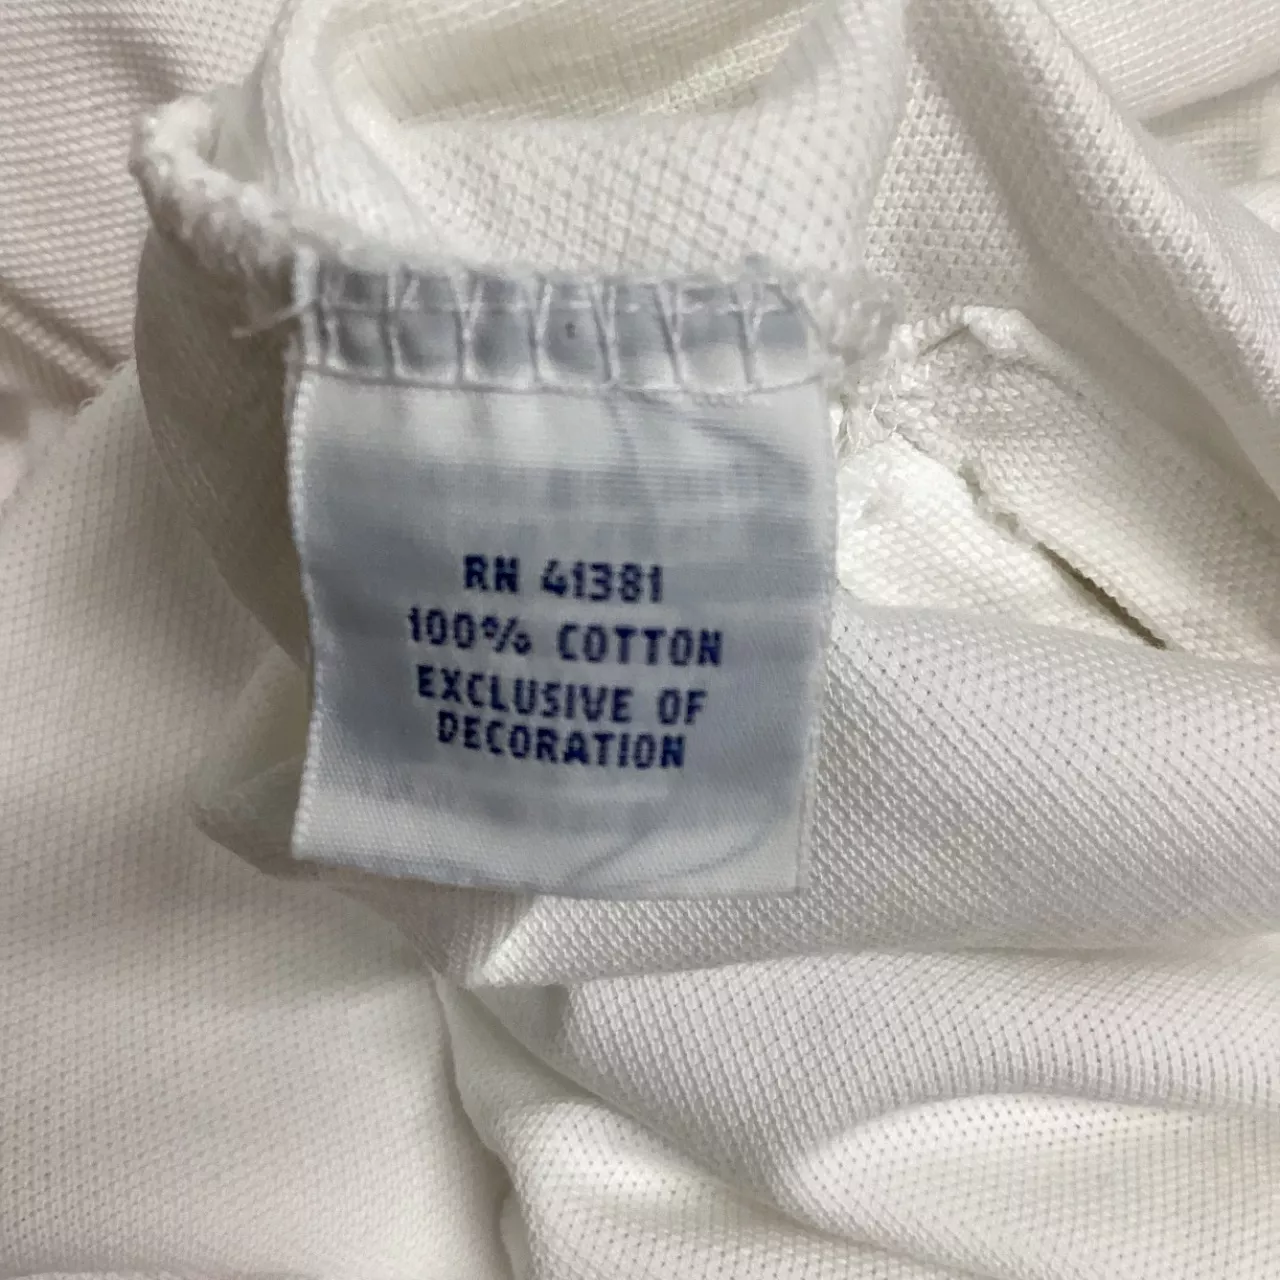 RN 41381
100% COTTON
EXCLUSIVE OF
DECORATION